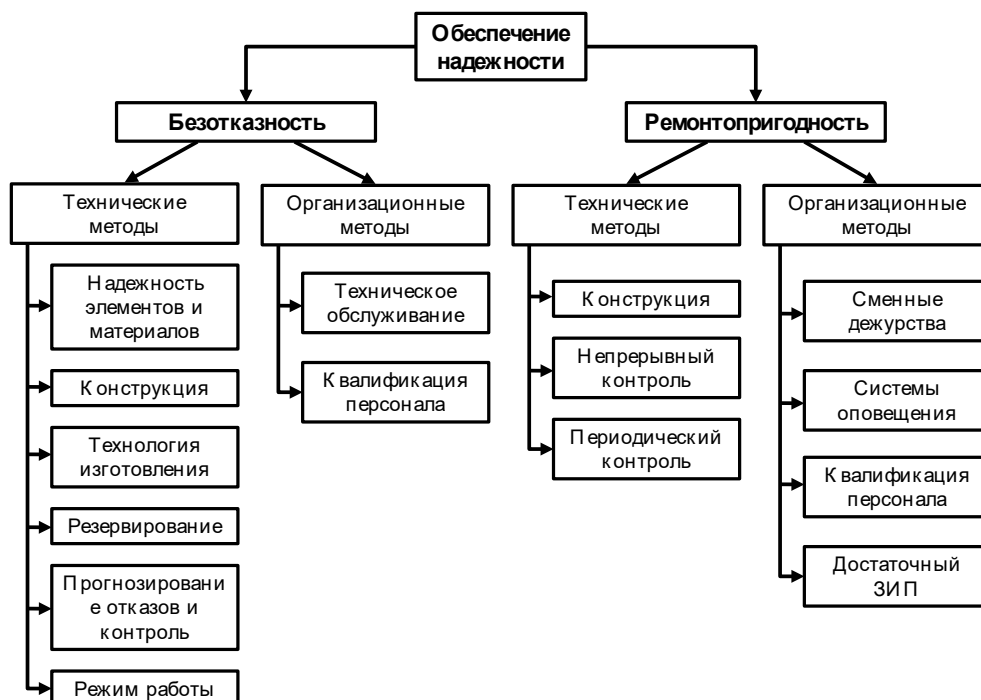 Обеспечение
надежности
Безотказность
Ремонтопригодность
Технические
методы
Организационные
методы
Технические
методы
Организационные
методы
Надежность
элементов и
материалов
Конструкция
Технология
изготовления
Резервирование
Прогнозировани
е отказов и
контроль
Режим работы
Техническое
обслуживание
Квалификация
персонала
Конструкция
Непрерывный
контроль
Периодический
контроль
Сменные
дежурства
Системы
оповещения
Квалификация
персонала
Достаточный
ЗИП